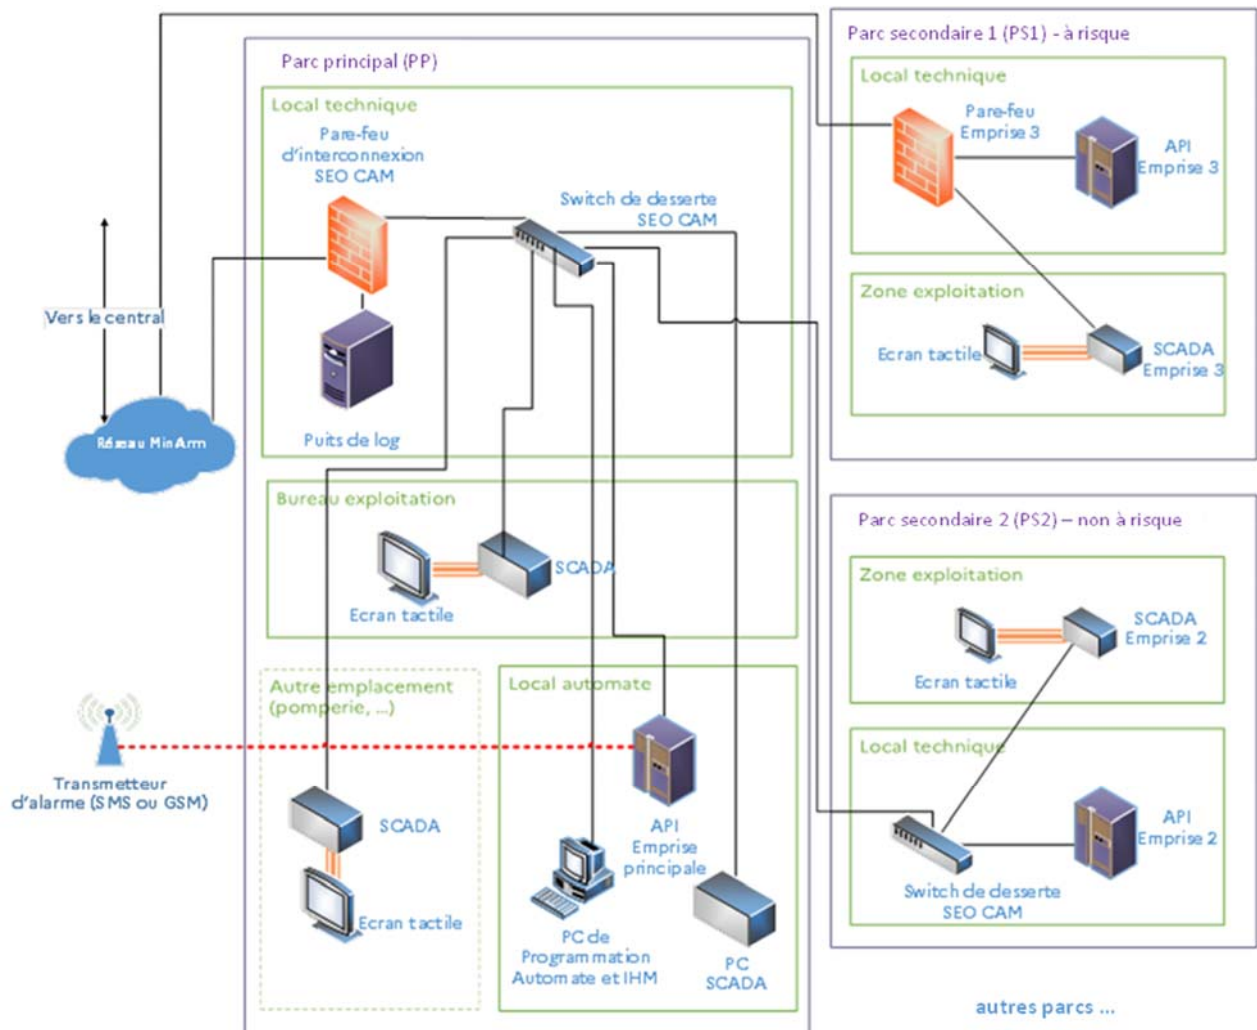 Parc principal (PP)
Local technique
Pare-feu
d'interconnexion
SEO CAM
Switch de desserte
SEO CAM
Vers le central
Réseau MinArm
Puits de log
Bureau exploitation
SCADA
Ecran tactile
Autre emplacement
(pomperie, ...)
Local automate
Transmetteur
d'alarme (SMS ou GSM)
SCADA
Ecran tactile
API
Emprise
principale
PC de
Programmation
Automate et IHM
PC
SCADA
Parc secondaire 1 (PS1) - à risque
Local technique
Pare-feu
Emprise 3
API
Emprise 3
Zone exploitation
Ecran tactile
SCADA
Emprise 3
Parc secondaire 2 (PS2) – non à risque
Zone exploitation
SCADA
Emprise 2
Ecran tactile
Local technique
API
Emprise 2
Switch de desserte
SEO CAM
autres parcs ...